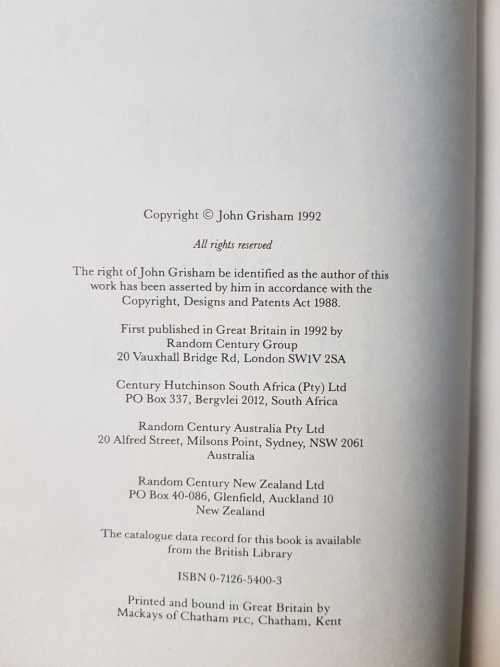 Copyright © John Grisham 1992
All rights reserved
The right of John Grisham be identified as the author of this
work has been asserted by him in accordance with the
Copyright, Designs and Patents Act 1988.
First published in Great Britain in 1992 by
Random Century Group
20 Vauxhall Bridge Rd, London SW1V 2SA
Century Hutchinson South Africa (Pty) Ltd
PO Box 337, Bergvlei 2012, South Africa
Random Century Australia Pty Ltd
20 Alfred Street, Milsons Point, Sydney, NSW 2061
Australia
Random Century New Zealand Ltd
PO Box 40-086, Glenfield, Auckland 10
New Zealand
The catalogue data record for this book is available
from the British Library
ISBN 0-7126-5400-3
Printed and bound in Great Britain by
Mackays of Chatham PLC, Chatham, Kent